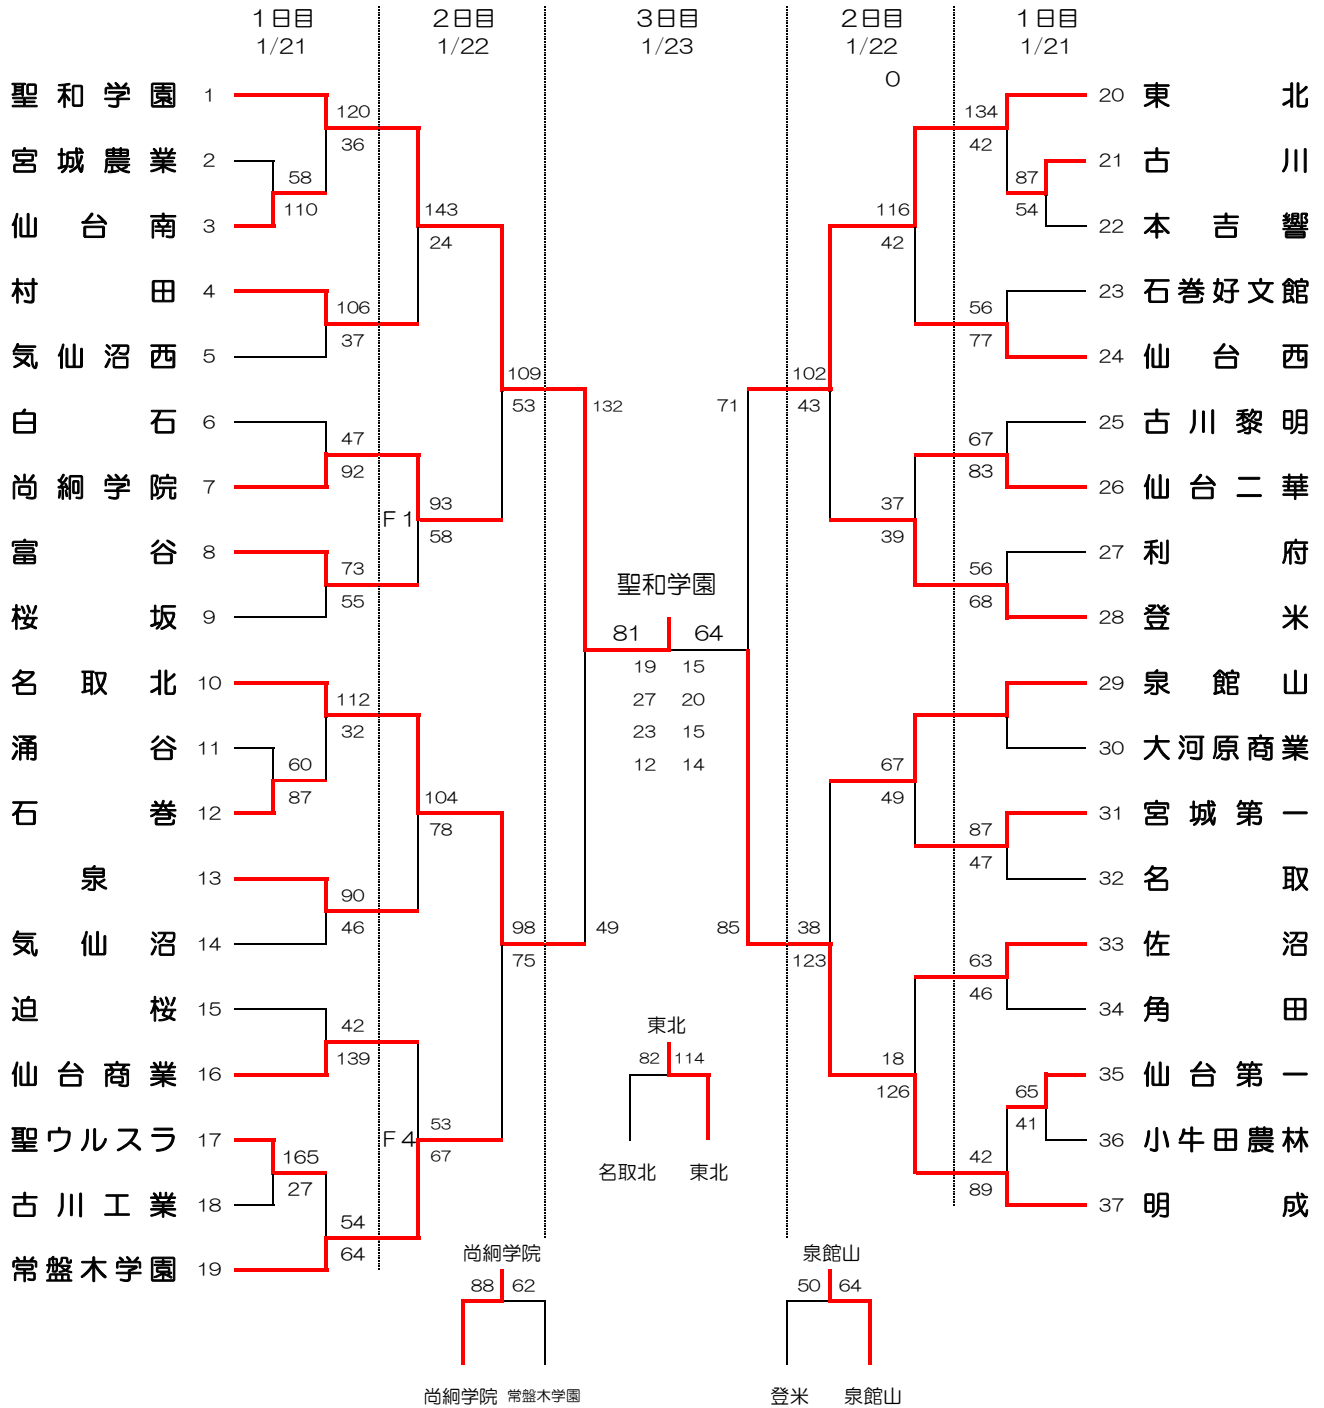 1日目 2日目 3日目 2日目 1日目
1/21 1/22 1/23 1/22 1/21
0
聖和学園 1 120 134 20 東北
36 42
宮城農業 2 21 古川
58 87
110 54
仙台南 3 143 116 22 本吉響
24 42
村田 4 23 石巻好文館
106 56
37 77
気仙沼西 5 24 仙台西
109 102
53 132 71 43
白石 6 25 古川黎明
47 67
92 83
尚絅学院 7 26 仙台二華
93 37
F1
58 39
富谷 8 27 利府
73 56
聖和学園
55 68
桜坂 9 28 登米
81 64
19 15
名取北 10 29 泉館山
112 27 20
32 23 15
涌谷 11 30 大河原商業
60 12 14 67
87 104 49
石巻 12 31 宮城第一
78 87
47
泉 13 32 名取
90
46 98 49 85 38
気仙沼 14 33 佐沼
75 123 63
46
迫桜 15 34 角田
42 東北
139 82 114 18
仙台商業 16 35 仙台第一
126 65
53 41
聖ウルスラ 17 F4 36 小牛田農林
165 67 42
27 名取北 東北 89
古川工業 18 37 明成
54
64 尚絅学院 泉館山
常盤木学園 19
88 62 50 64
尚絅学院 常盤木学園 登米 泉館山